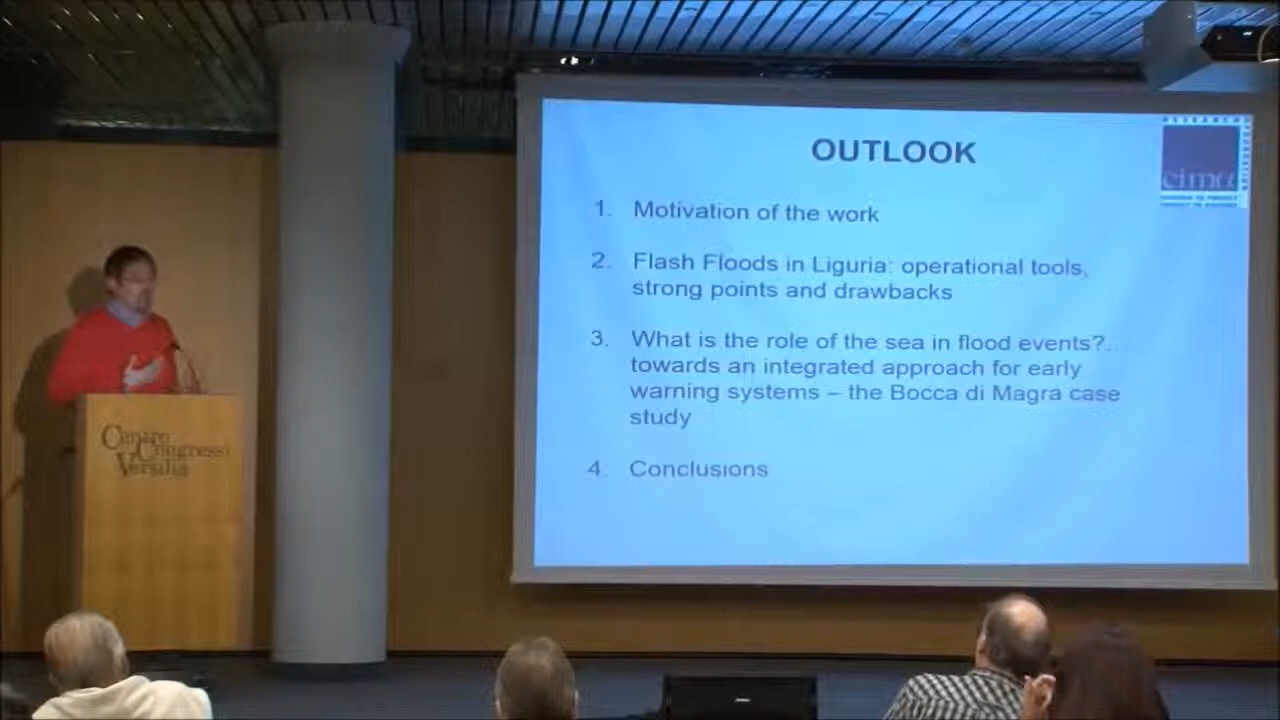 OUTLOOK
1. Motivation of the work
2. Flash Floods in Liguria: operational tools,
strong points and drawbacks
3. What is the role of the sea in flood events?....
towards an integrated approach for early
warning systems – the Bocca di Magra case
study
4. Conclusions
RESEARCH
FOUNDATION
cima
Centro
Congressi
Versilia